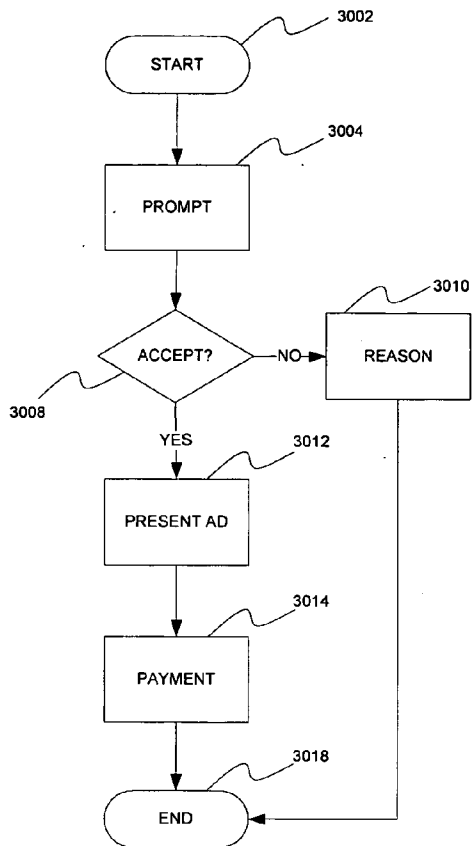 3002
START
3004
PROMPT
3010
ACCEPT?
NO
REASON
3008
YES
3012
PRESENT AD
3014
PAYMENT
3018
END